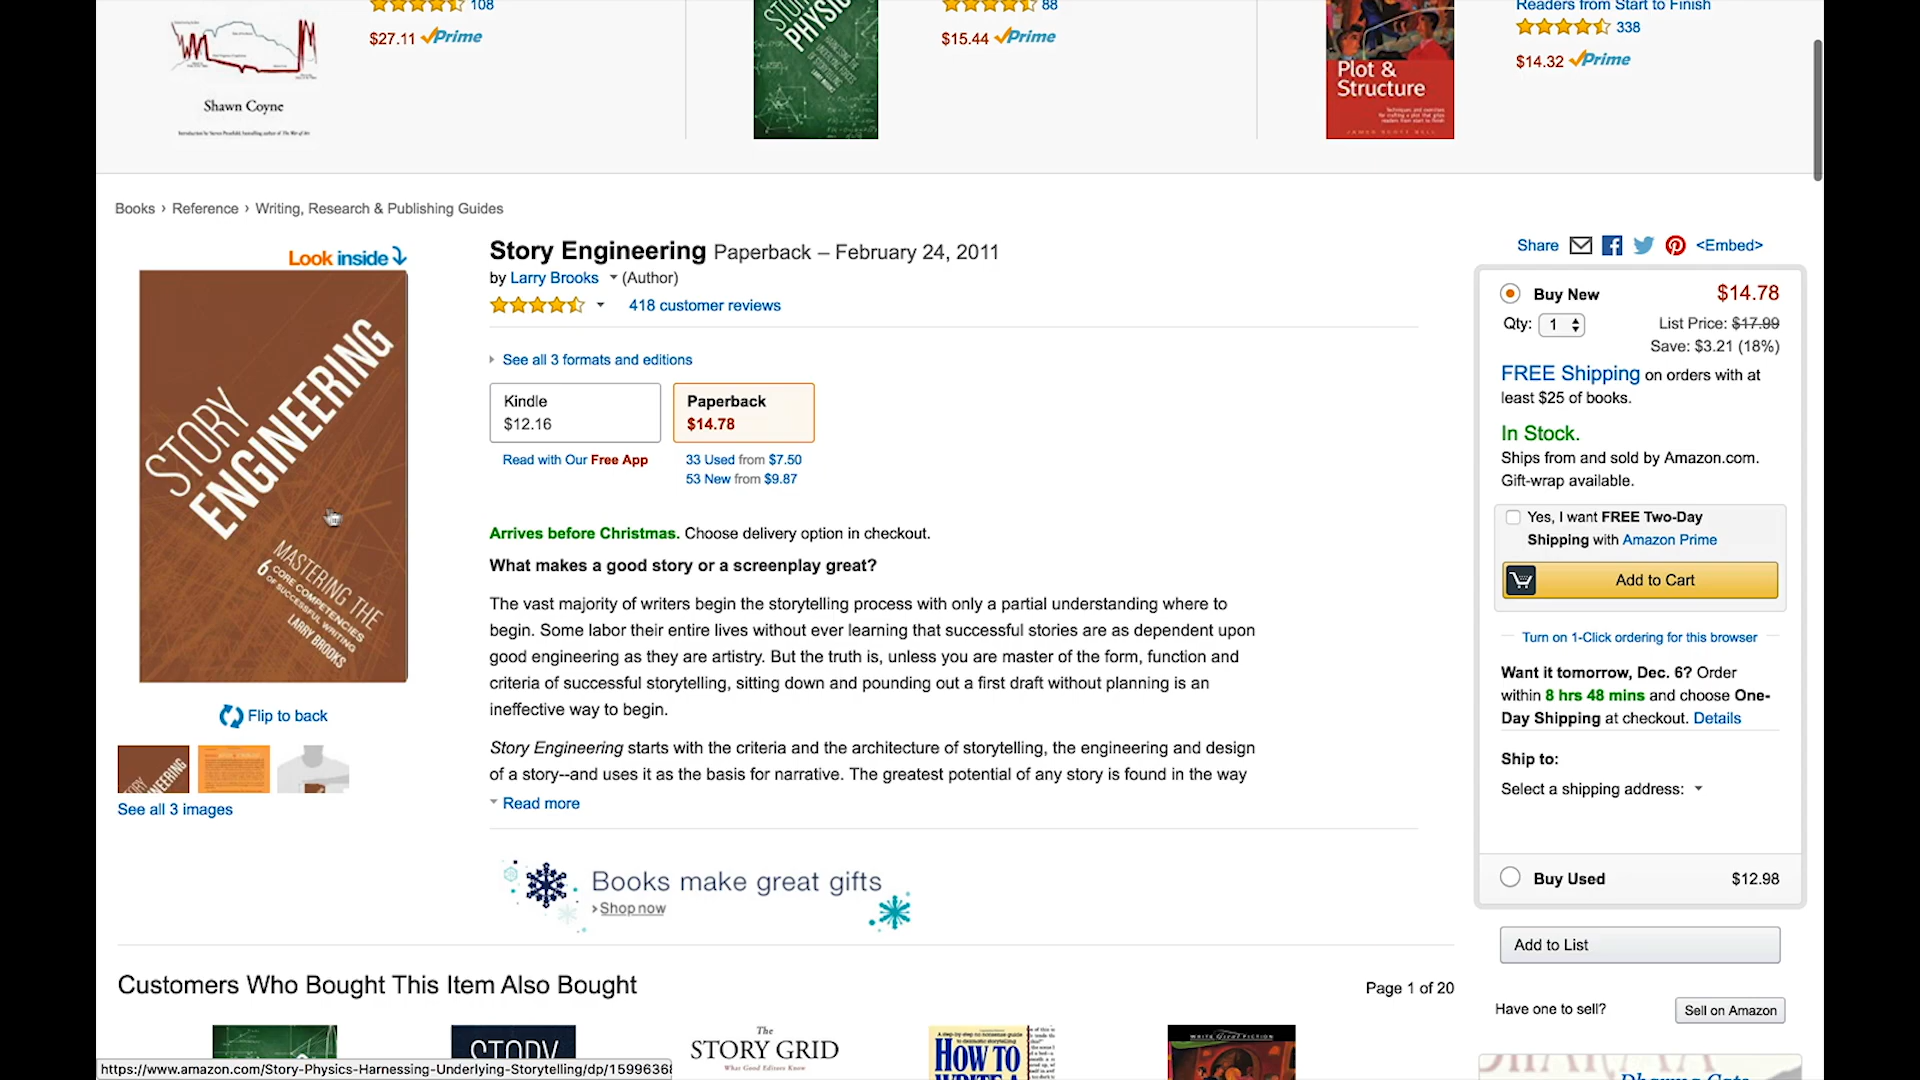 108
$27.11 Prime
Shawn Coyne
STORY PHYSICS
88
$15.44 Prime
Plot &
Structure
JAMES SCOTT BELL
Readers from Start to Finish
338
$14.32 Prime
Books › Reference › Writing, Research & Publishing Guides
Look inside
STORY
ENGINEERING
MASTERING THE
6 CORE COMPETENCIES
OF SUCCESSFUL WRITING
LARRY BROOKS
Flip to back
See all 3 images
Story Engineering Paperback – February 24, 2011
by Larry Brooks (Author)
418 customer reviews
See all 3 formats and editions
Kindle
$12.16
Paperback
$14.78
Read with Our Free App
33 Used from $7.50
53 New from $9.87
Arrives before Christmas. Choose delivery option in checkout.
What makes a good story or a screenplay great?
The vast majority of writers begin the storytelling process with only a partial understanding where to
begin. Some labor their entire lives without ever learning that successful stories are as dependent upon
good engineering as they are artistry. But the truth is, unless you are master of the form, function and
criteria of successful storytelling, sitting down and pounding out a first draft without planning is an
ineffective way to begin.
Story Engineering starts with the criteria and the architecture of storytelling, the engineering and design
of a story--and uses it as the basis for narrative. The greatest potential of any story is found in the way
Read more
Books make great gifts
› Shop now
Share <Embed>
Buy New $14.78
Qty: 1 List Price: $17.99
Save: $3.21 (18%)
FREE Shipping on orders with at
least $25 of books.
In Stock.
Ships from and sold by Amazon.com.
Gift-wrap available.
Yes, I want FREE Two-Day
Shipping with Amazon Prime
Add to Cart
Turn on 1-Click ordering for this browser
Want it tomorrow, Dec. 6? Order
within 8 hrs 48 mins and choose One-
Day Shipping at checkout. Details
Ship to:
Select a shipping address:
Buy Used $12.98
Add to List
Have one to sell? Sell on Amazon
Customers Who Bought This Item Also Bought
Page 1 of 20
STORY
The
STORY GRID
What Good Editors Know
HOW TO
WRITE GREAT FICTION
https://www.amazon.com/Story-Physics-Harnessing-Underlying-Storytelling/dp/15996368